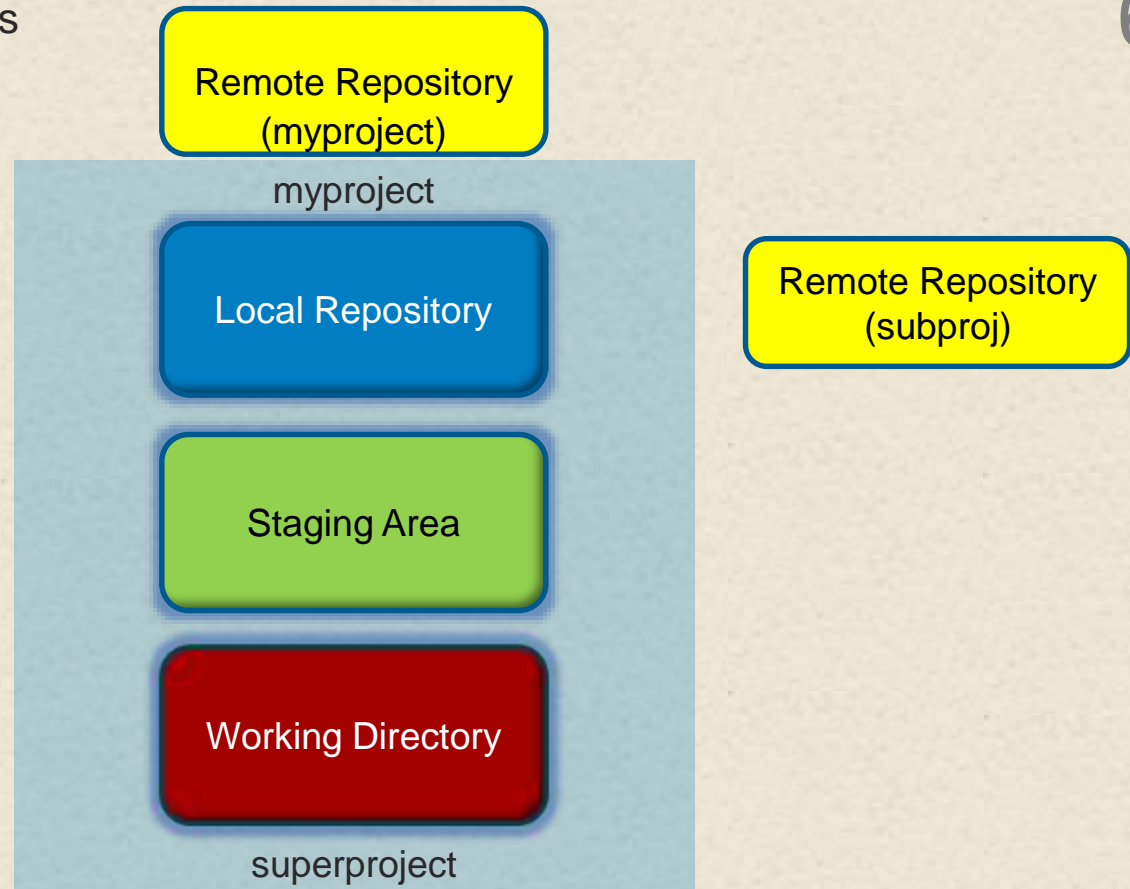 s
Remote Repository
(myproject)
myproject
Local Repository
Remote Repository
(subproj)
Staging Area
Working Directory
superproject